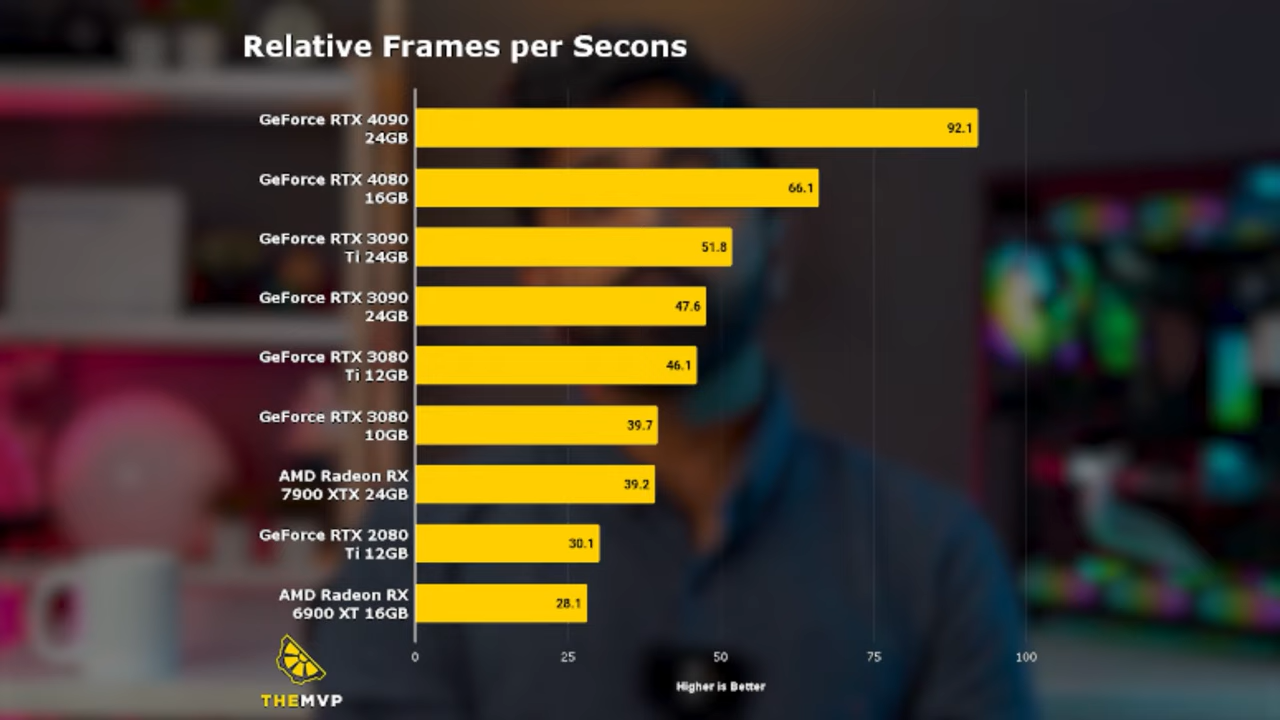 Relative Frames per Secons
GeForce RTX 4090
24GB
92.1
GeForce RTX 4080
16GB
66.1
GeForce RTX 3090
Ti 24GB
51.8
GeForce RTX 3090
24GB
47.6
GeForce RTX 3080
Ti 12GB
46.1
GeForce RTX 3080
10GB
39.7
AMD Radeon RX
7900 XTX 24GB
39.2
GeForce RTX 2080
Ti 12GB
30.1
AMD Radeon RX
6900 XT 16GB
28.1
0 25 50 75 100
Higher is Better
THEMVP